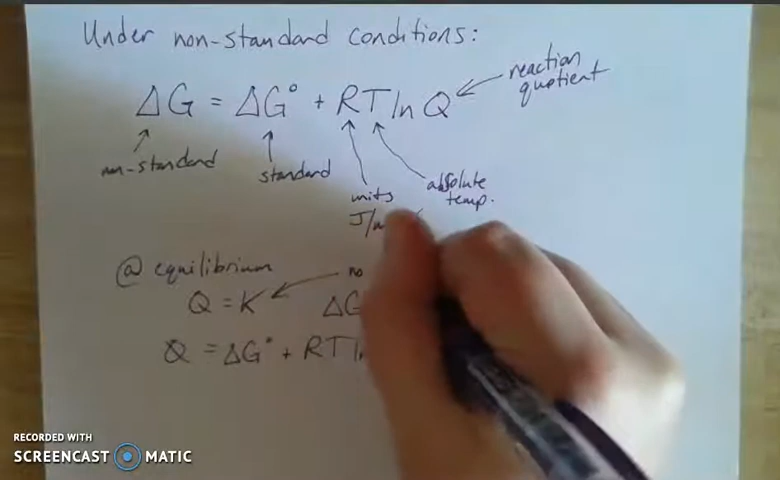 Under non-standard conditions:
ΔG = ΔG° + RT ln Q
reaction
quotient
non-standard
standard
units
J/
absolute
temp.
@ equilibrium
Q = K
ΔG
= ΔG° + RT
RECORDED WITH
SCREENCAST MATIC